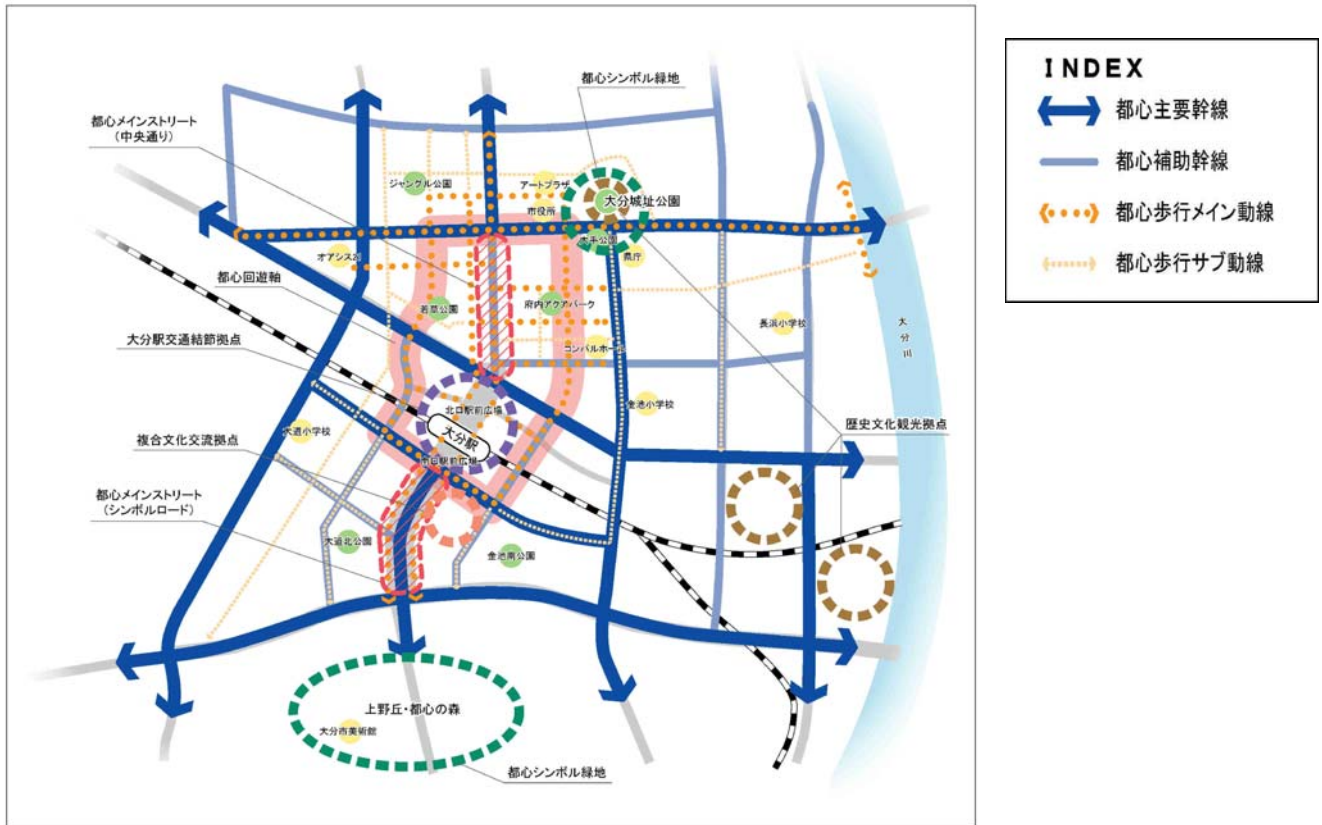 都心シンボル緑地
都心メインストリート
(中央通り)
ジャングル公園
アートプラザ
大分城址公園
市役所
大手公園
オアシス21
県庁
都心回遊軸
若草公園
府内アクアパーク
長浜小学校
大分川
大分駅交通結節拠点
コンパルホール
北口駅前広場
金池小学校
大道小学校
大分駅
歴史文化観光拠点
複合文化交流拠点
南口駅前広場
都心メインストリート
(シンボルロード)
大道北公園
金池南公園
上野丘・都心の森
大分市美術館
都心シンボル緑地
INDEX
都心主要幹線
都心補助幹線
都心歩行メイン動線
都心歩行サブ動線